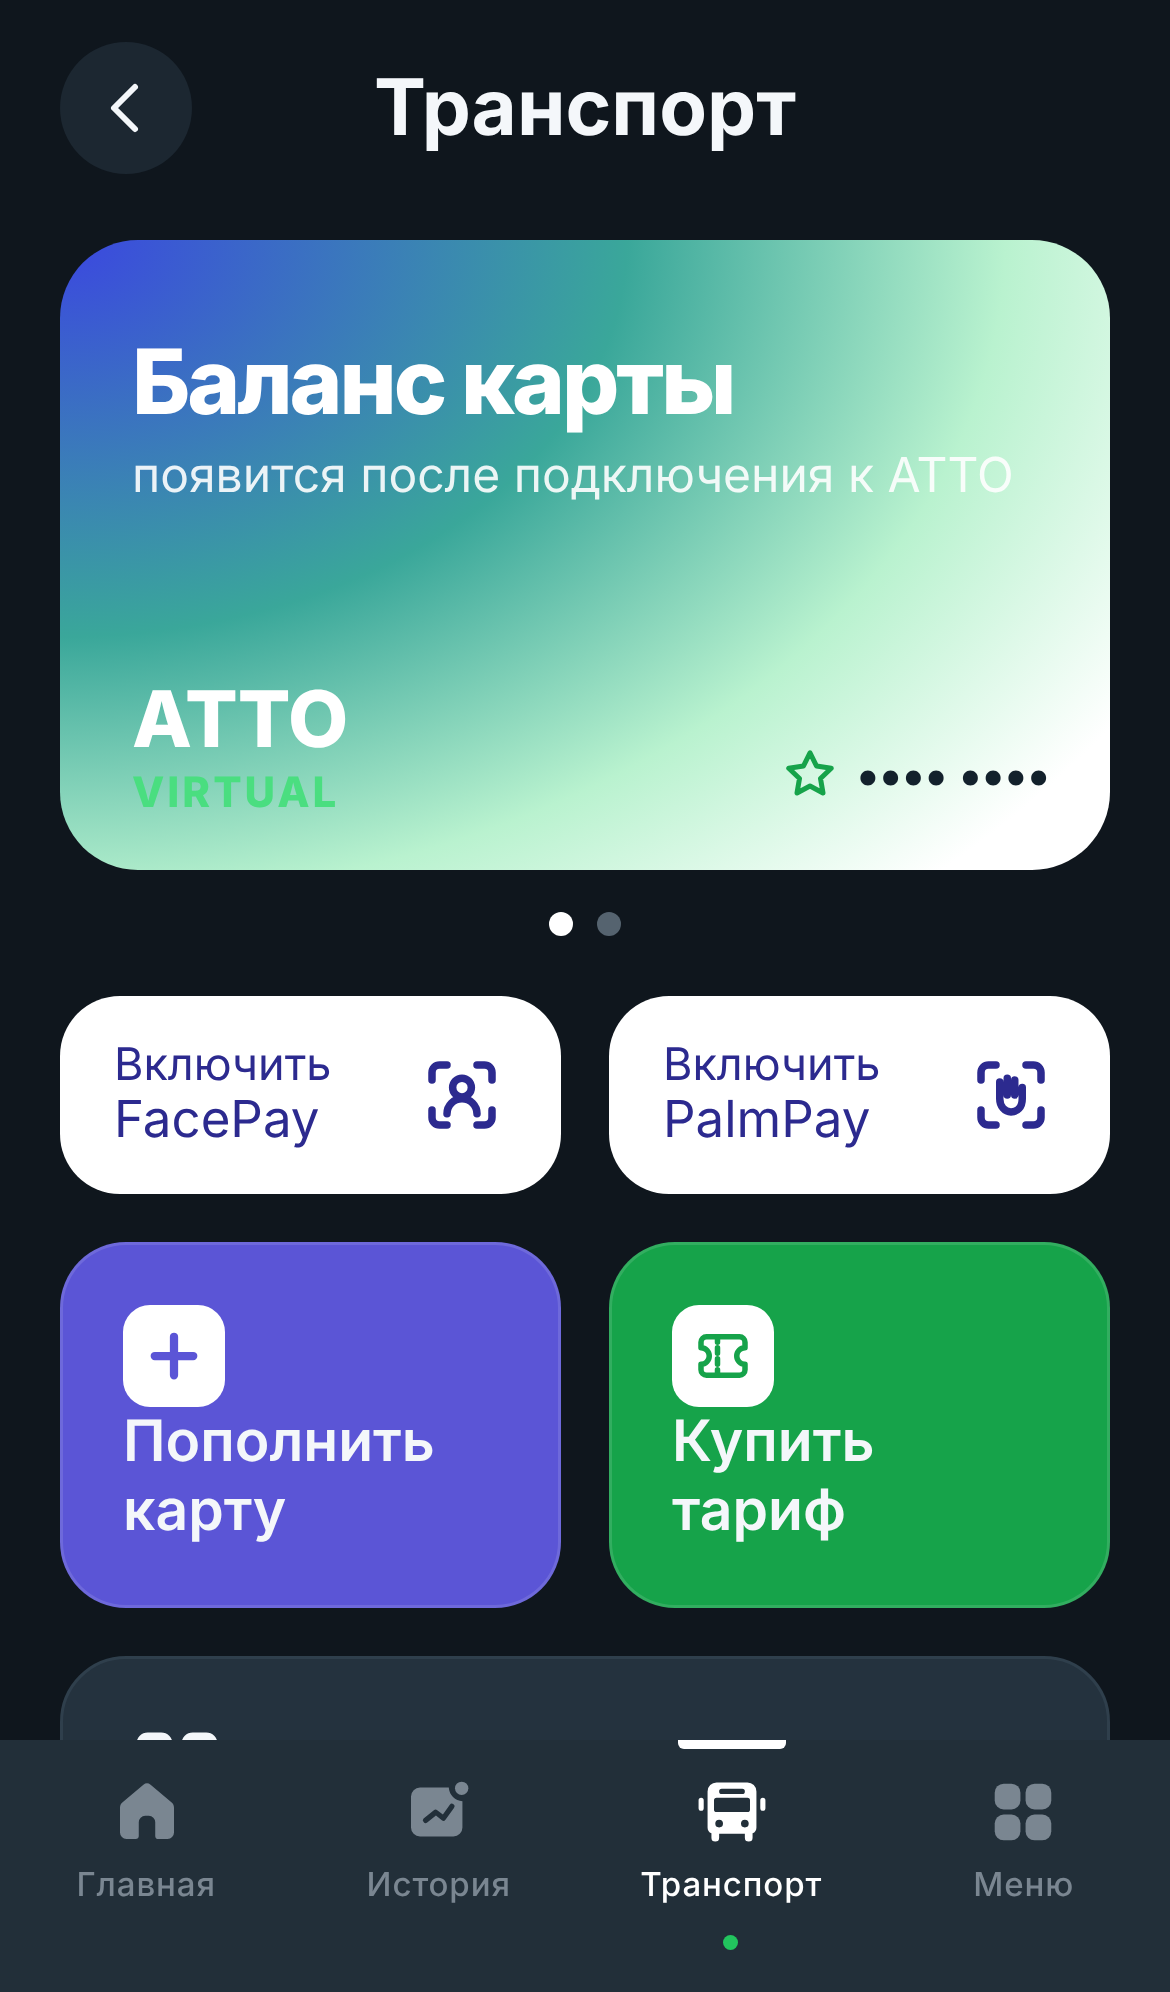 Транспорт
Баланс карты
появится после подключения к АТТО
АТТО
VIRTUAL
•••• ••••
Включить
FacePay
Включить
PalmPay
Пополнить
карту
Купить
тариф
Главная
История
Транспорт
Меню